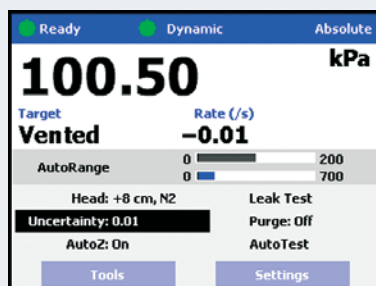 Ready Dynamic Absolute
100.50 kPa
Target Rate (/s)
Vented −0.01
AutoRange 0 200
0 700
Head: +8 cm, N2 Leak Test
Uncertainty: 0.01 Purge: Off
AutoZ: On AutoTest
Tools Settings